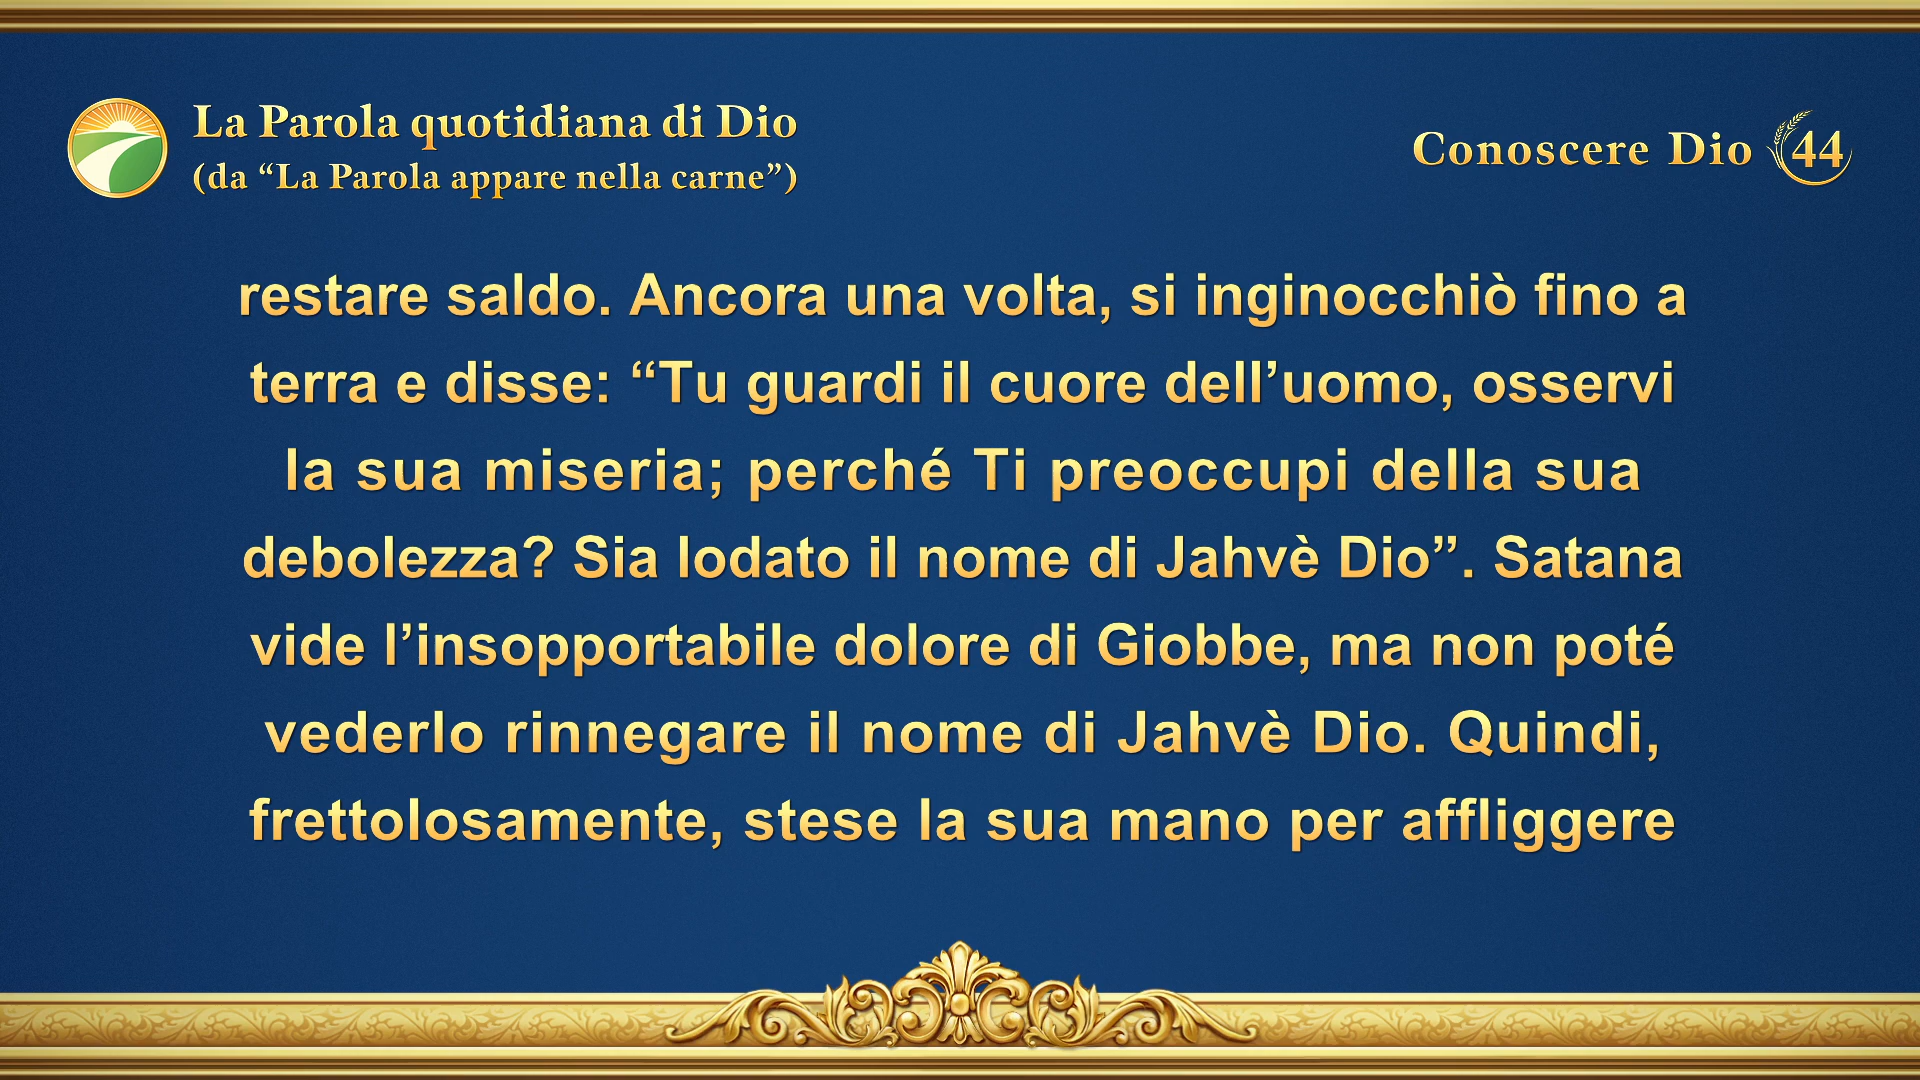 La Parola quotidiana di Dio
(da “La Parola appare nella carne”)
Conoscere Dio 44
restare saldo. Ancora una volta, si inginocchiò fino a
terra e disse: “Tu guardi il cuore dell’uomo, osservi
la sua miseria; perché Ti preoccupi della sua
debolezza? Sia lodato il nome di Jahvè Dio”. Satana
vide l’insopportabile dolore di Giobbe, ma non poté
vederlo rinnegare il nome di Jahvè Dio. Quindi,
frettolosamente, stese la sua mano per affliggere